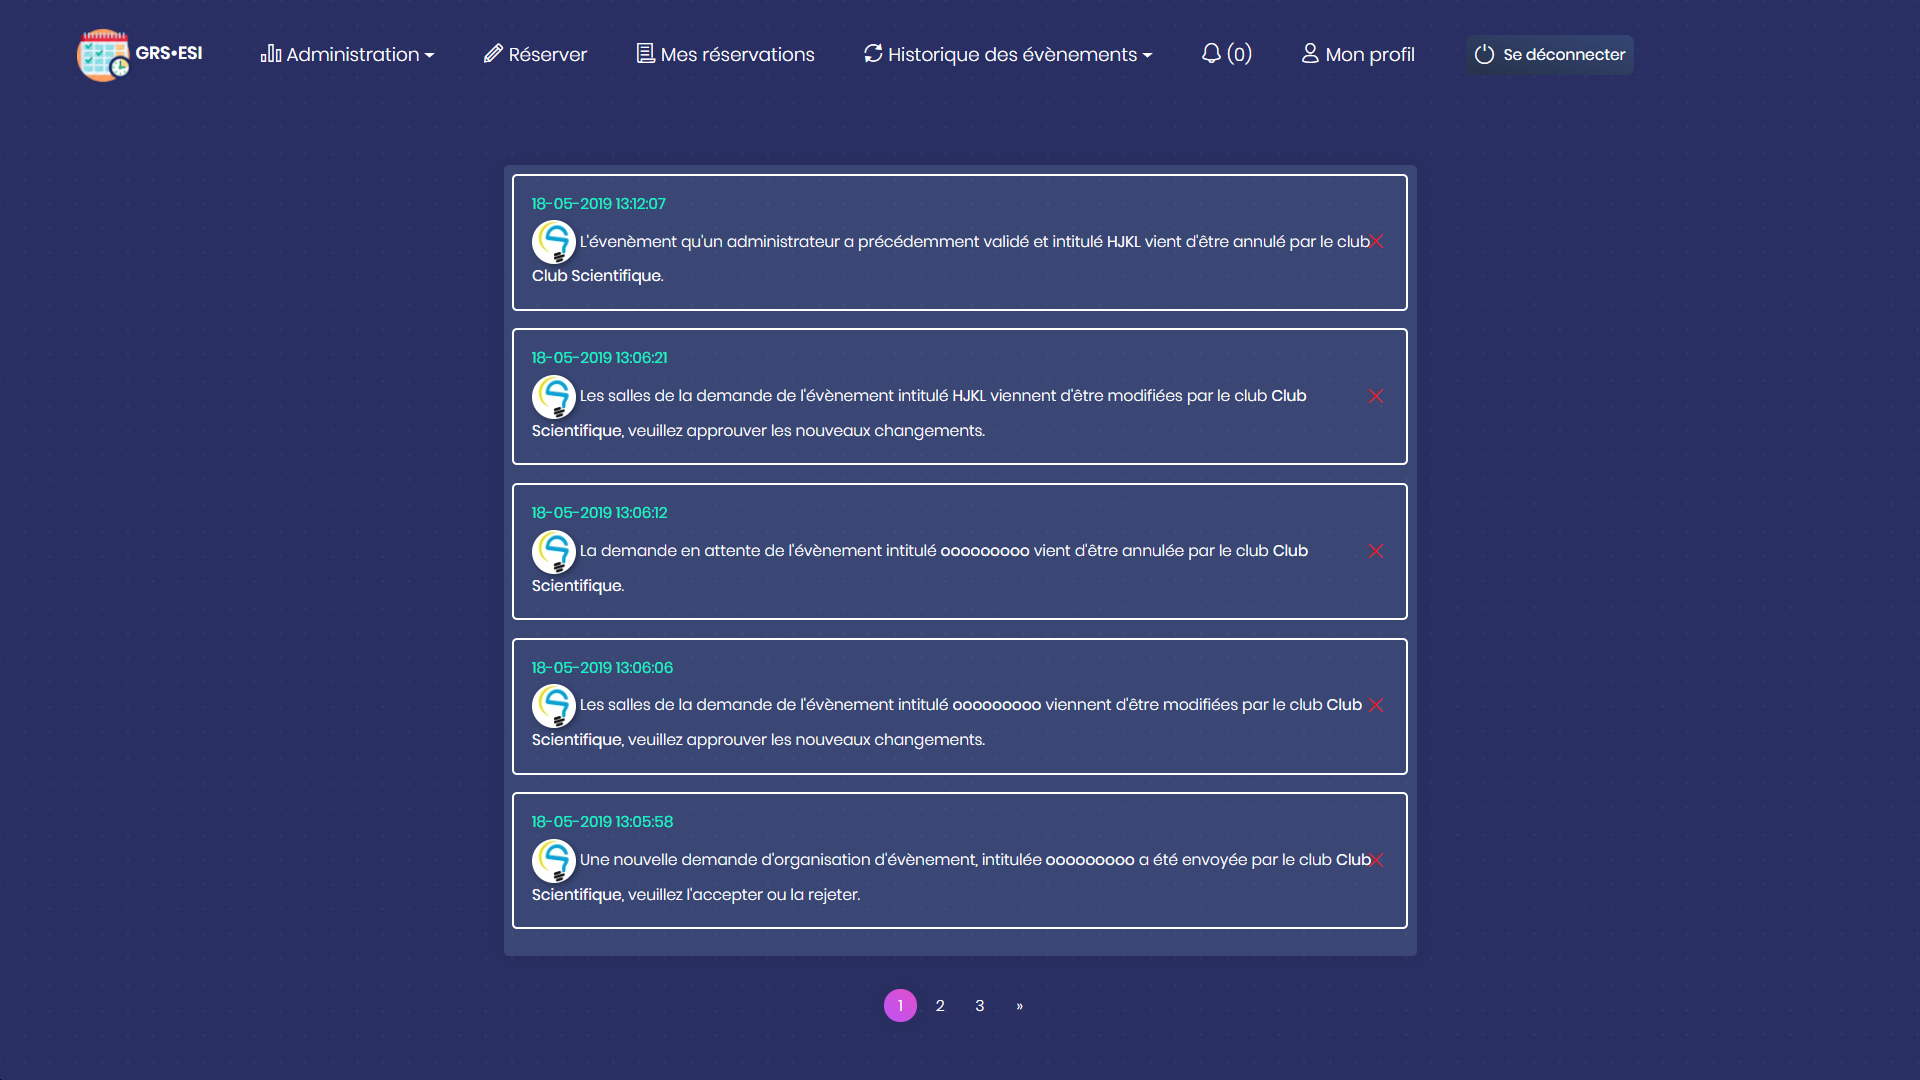 GRS•ESI
Administration
Réserver
Mes réservations
Historique des évènements
(0)
Mon profil
Se déconnecter
18-05-2019 13:12:07
L'évenèment qu'un administrateur a précédemment validé et intitulé HJKL vient d'être annulé par le club
Club Scientifique.
18-05-2019 13:06:21
Les salles de la demande de l'évènement intitulé HJKL viennent d'être modifiées par le club Club
Scientifique, veuillez approuver les nouveaux changements.
18-05-2019 13:06:12
La demande en attente de l'évènement intitulé ooooooooo vient d'être annulée par le club Club
Scientifique.
18-05-2019 13:06:06
Les salles de la demande de l'évènement intitulé ooooooooo viennent d'être modifiées par le club Club
Scientifique, veuillez approuver les nouveaux changements.
18-05-2019 13:05:58
Une nouvelle demande d'organisation d'évènement, intitulée ooooooooo a été envoyée par le club Club
Scientifique, veuillez l'accepter ou la rejeter.
1 2 3 »